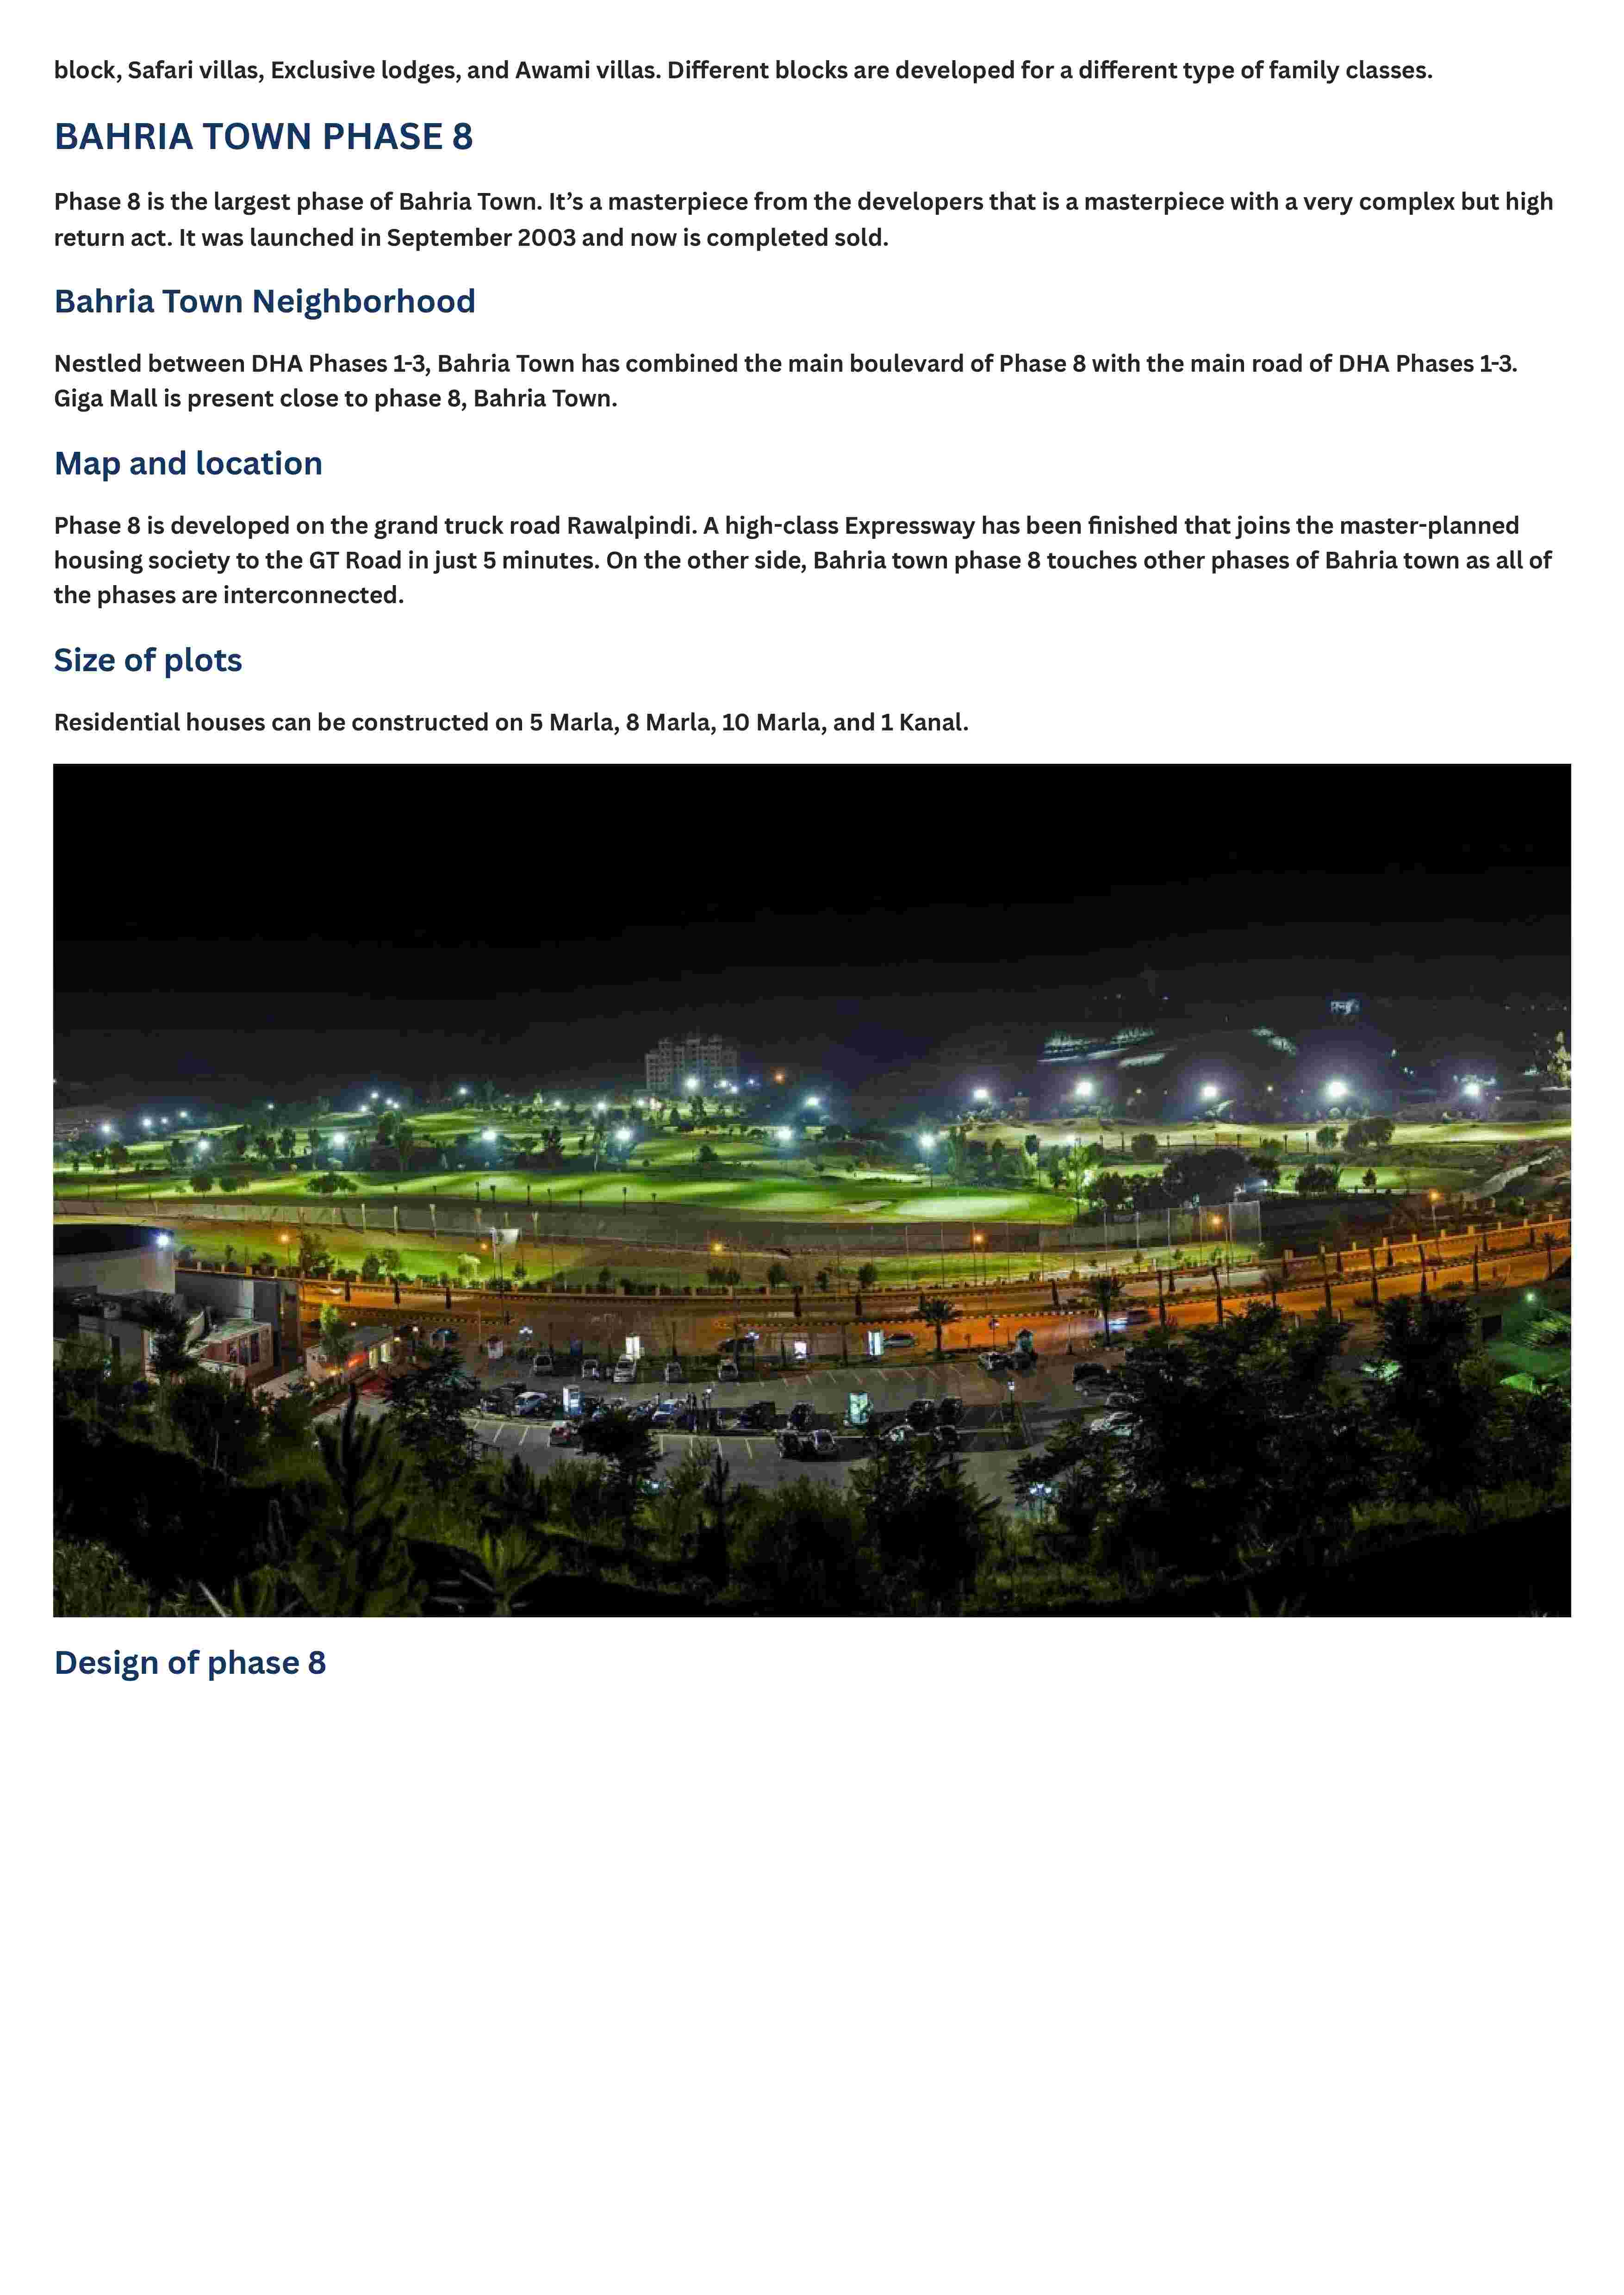 block, Safari villas, Exclusive lodges, and Awami villas. Different blocks are developed for a different type of family classes.
BAHRIA TOWN PHASE 8
Phase 8 is the largest phase of Bahria Town. It’s a masterpiece from the developers that is a masterpiece with a very complex but high
return act. It was launched in September 2003 and now is completed sold.
Bahria Town Neighborhood
Nestled between DHA Phases 1-3, Bahria Town has combined the main boulevard of Phase 8 with the main road of DHA Phases 1-3.
Giga Mall is present close to phase 8, Bahria Town.
Map and location
Phase 8 is developed on the grand truck road Rawalpindi. A high-class Expressway has been finished that joins the master-planned
housing society to the GT Road in just 5 minutes. On the other side, Bahria town phase 8 touches other phases of Bahria town as all of
the phases are interconnected.
Size of plots
Residential houses can be constructed on 5 Marla, 8 Marla, 10 Marla, and 1 Kanal.
Design of phase 8